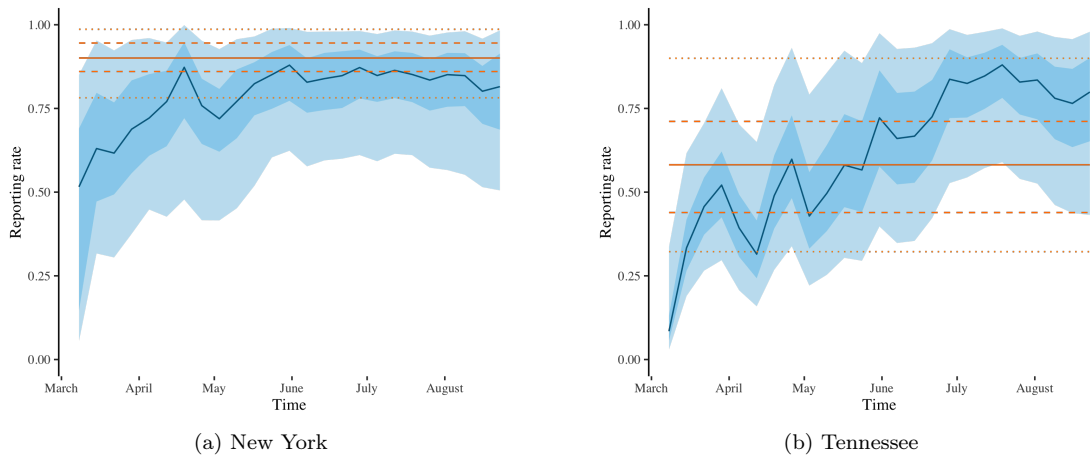 1.00
0.75
0.50
0.25
0.00
Reporting rate
March April May June July August
Time
(a) New York
1.00
0.75
0.50
0.25
0.00
Reporting rate
March April May June July August
Time
(b) Tennessee